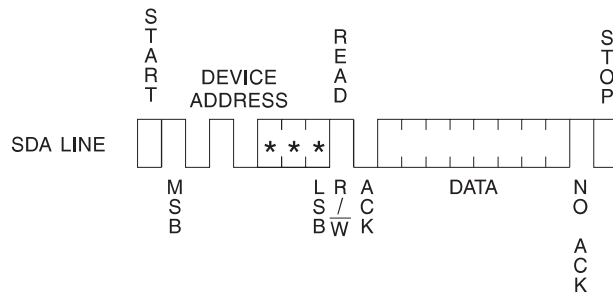 START
DEVICE
ADDRESS
READ
STOP
SDA LINE
* * *
MSB
LSB
R/W
ACK
DATA
NO ACK